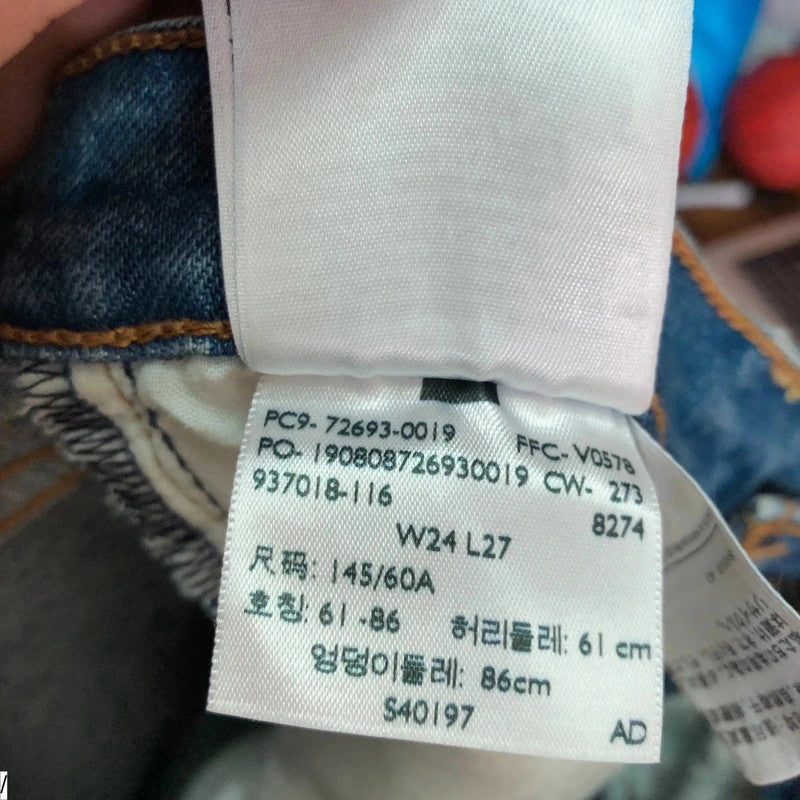 PC9- 72693-0019 FFC- V0578
PO- 190808726930019 CW- 273
937018-116 8274
W24 L27
尺码: 145/60A
호칭: 61 -86 허리둘레: 61 cm
엉덩이둘레: 86cm
S40197
AD